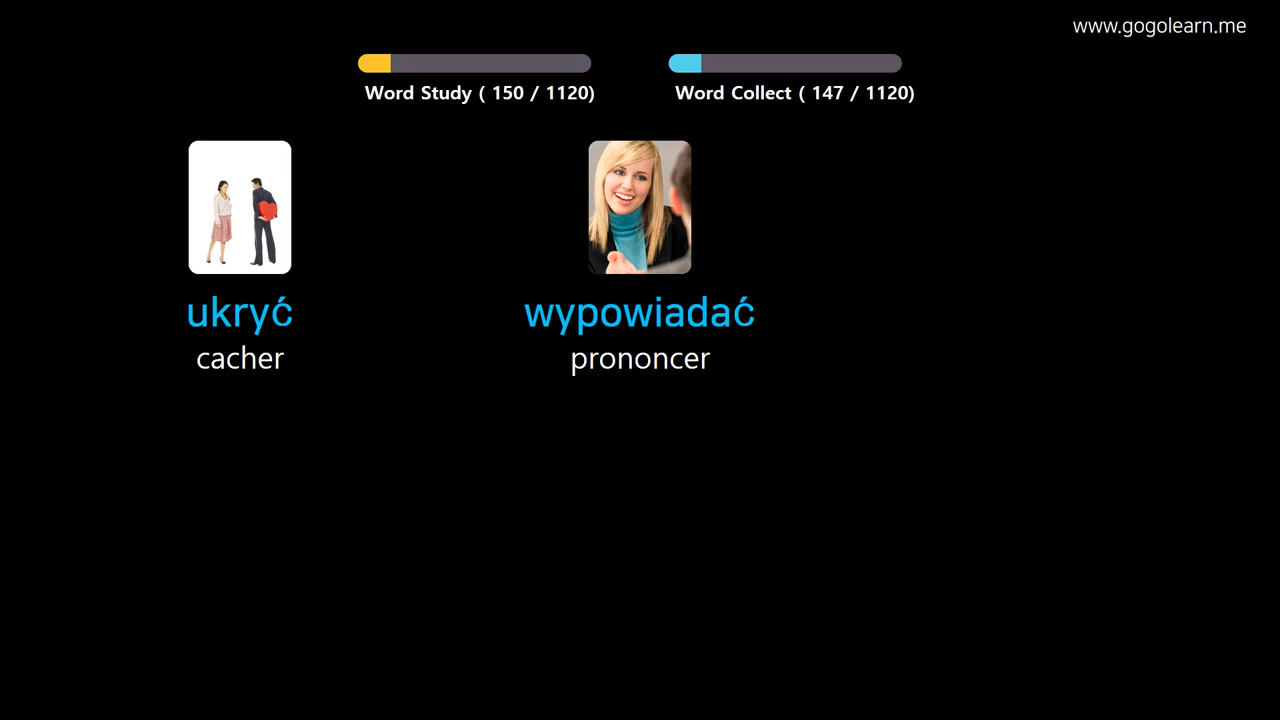 www.gogolearn.me
Word Study ( 150 / 1120)
Word Collect ( 147 / 1120)
ukryć
wypowiadać
cacher
prononcer